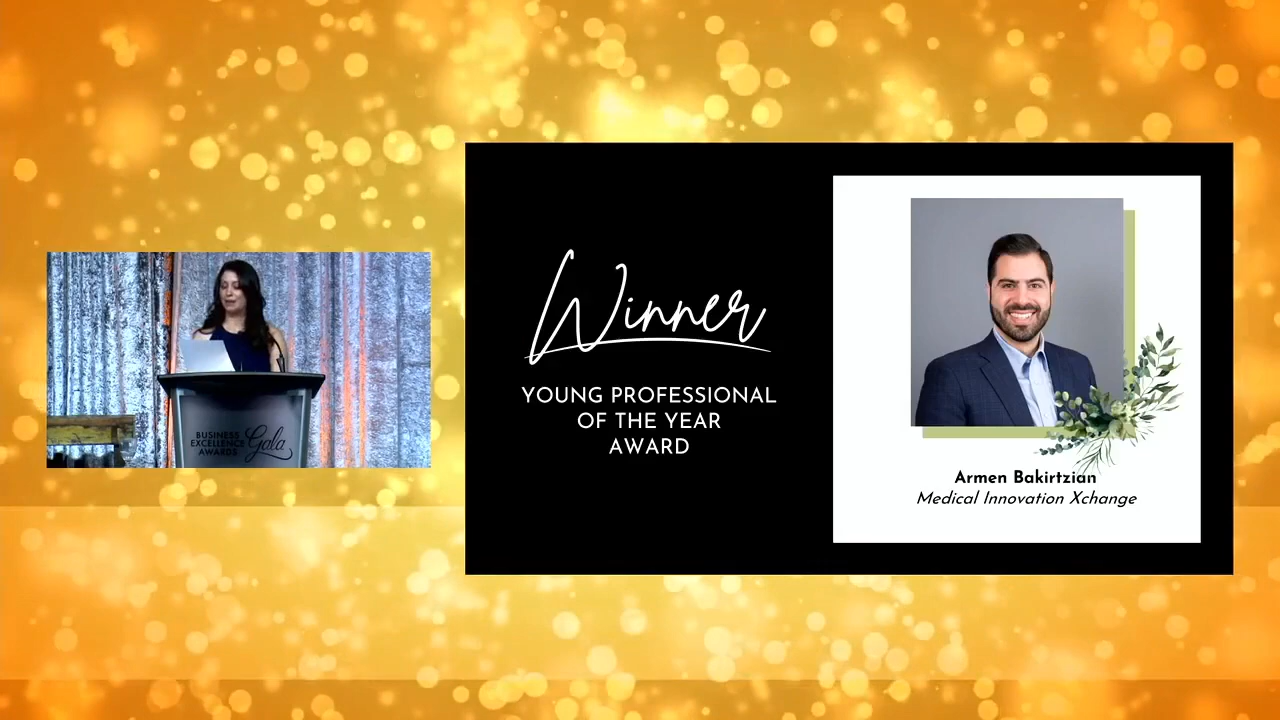 BUSINESS
EXCELLENCE
AWARDS
Gala
Winner
YOUNG PROFESSIONAL
OF THE YEAR
AWARD
Armen Bakirtzian
Medical Innovation Xchange